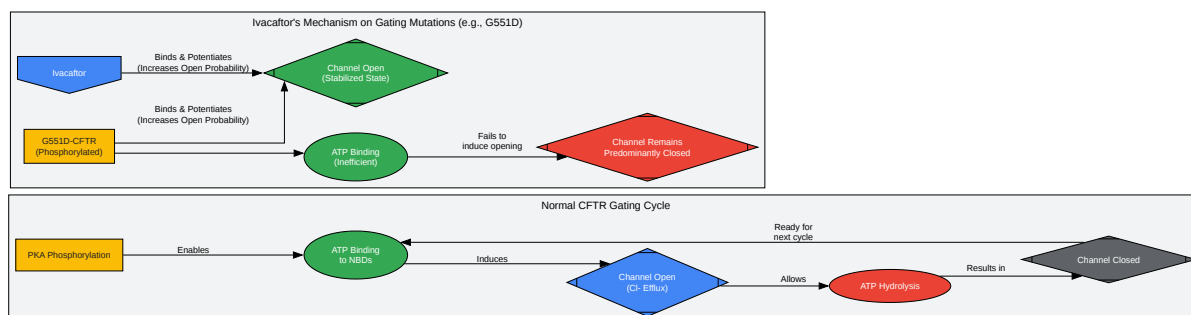 Ivacaftor's Mechanism on Gating Mutations (e.g., G551D)
Ivacaftor
Binds & Potentiates
(Increases Open Probability)
Channel Open
(Stabilized State)
Binds & Potentiates
(Increases Open Probability)
G551D-CFTR
(Phosphorylated)
ATP Binding
(Inefficient)
Fails to
induce opening
Channel Remains
Predominantly Closed
Normal CFTR Gating Cycle
PKA Phosphorylation
Enables
ATP Binding
to NBDs
Induces
Channel Open
(Cl- Efflux)
Allows
ATP Hydrolysis
Results in
Channel Closed
Ready for
next cycle